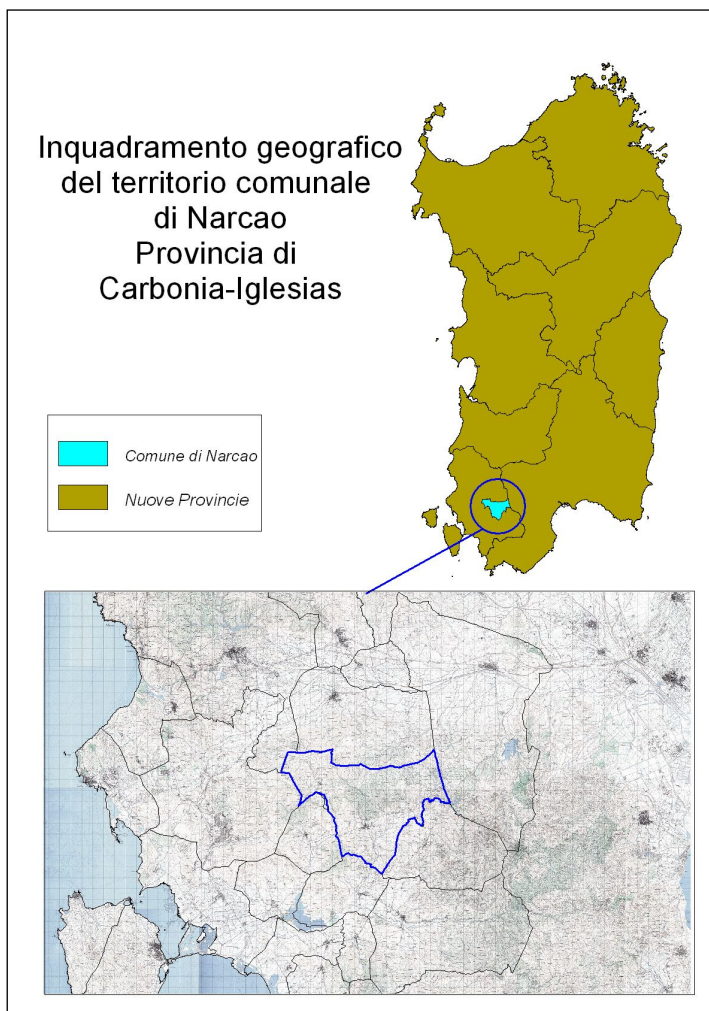 Inquadramento geografico
del territorio comunale
di Narcao
Provincia di
Carbonia-Iglesias
Comune di Narcao
Nuove Provincie